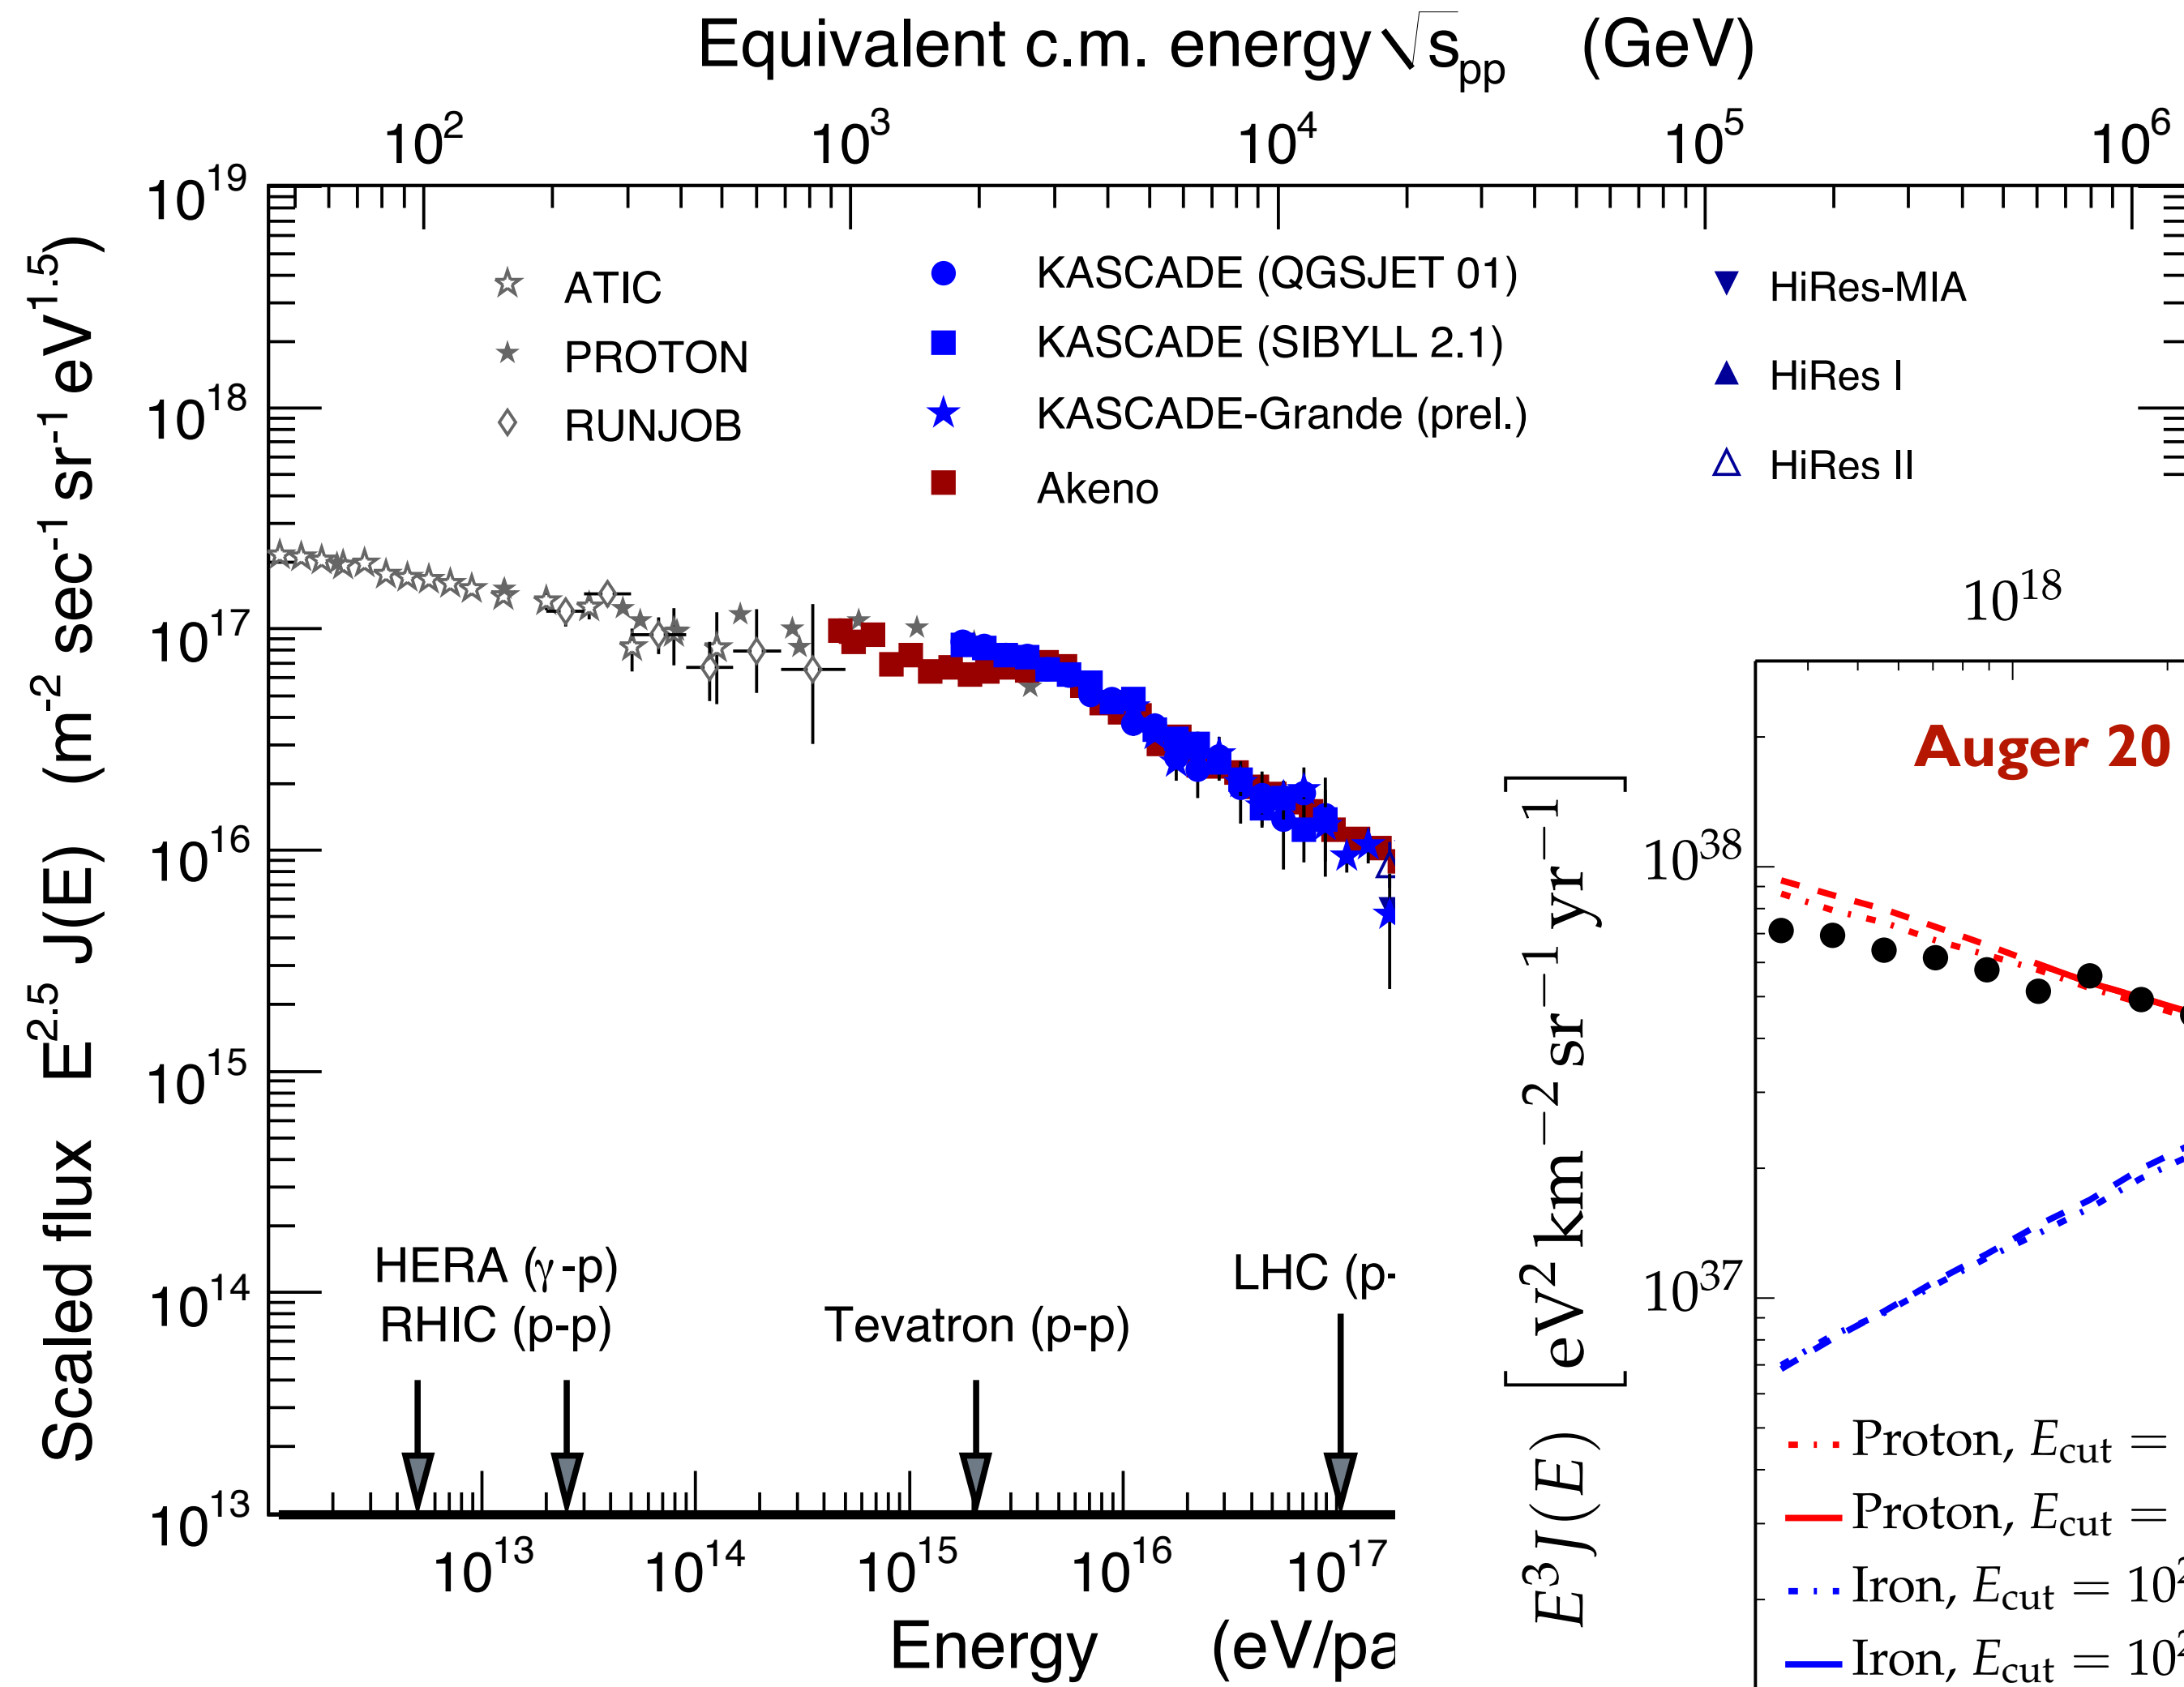 Equivalent c.m. energy √s_pp (GeV)
10^2 10^3 10^4 10^5 10^6
Scaled flux E^2.5 J(E) (m^-2 sec^-1 sr^-1 eV^1.5)
10^19
10^18
10^17
10^16
10^15
10^14
10^13
ATIC
PROTON
RUNJOB
KASCADE (QGSJET 01)
KASCADE (SIBYLL 2.1)
KASCADE-Grande (prel.)
Akeno
HiRes-MIA
HiRes I
HiRes II
HERA (γ-p)
RHIC (p-p)
Tevatron (p-p)
LHC (p-
10^13 10^14 10^15 10^16 10^17
Energy (eV/pa
10^18
Auger 20
E^3 J(E) [eV^2 km^-2 sr^-1 yr^-1]
10^38
10^37
Proton, E_cut =
Proton, E_cut =
Iron, E_cut = 10^2
Iron, E_cut = 10^2